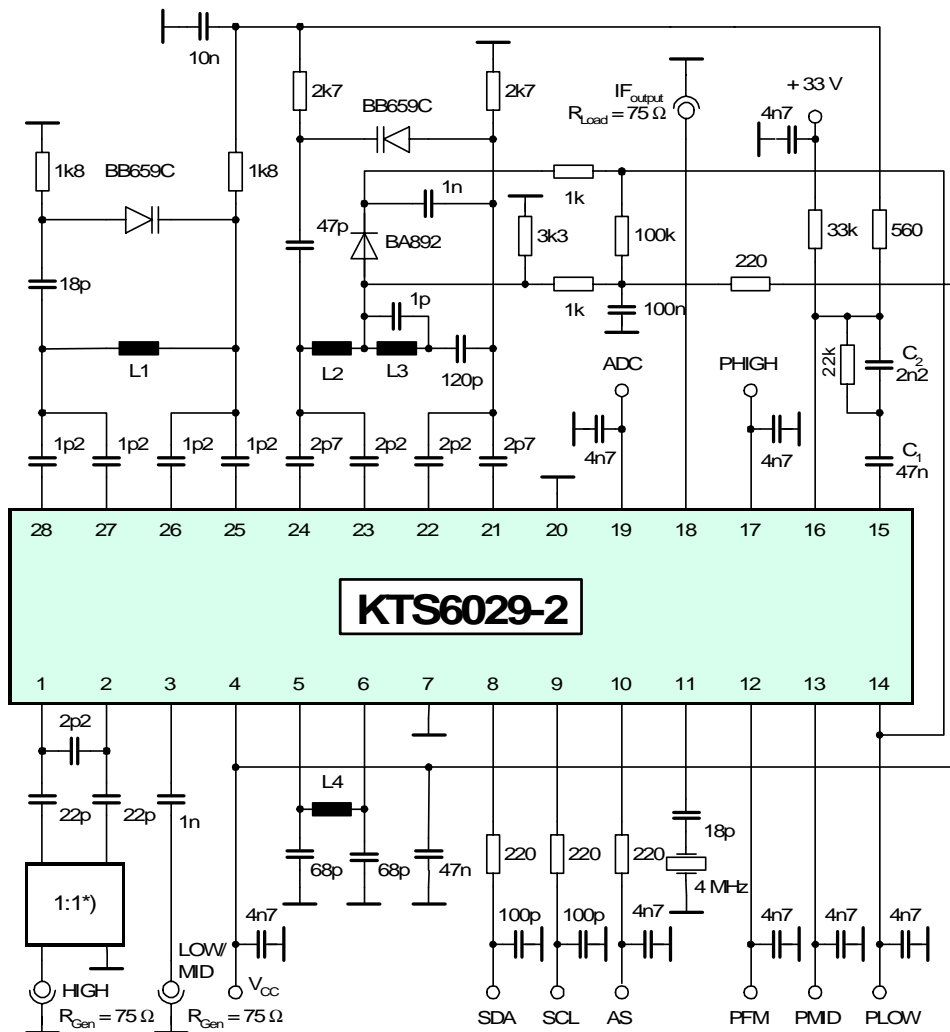 10n
2k7
2k7
IF output
R Load = 75 Ω
+ 33 V
4n7
BB659C
1k8
BB659C
1k8
1n
1k
47p
BA892
3k3
100k
33k
560
220
18p
1p
1k
100n
L1
L2
L3
120p
ADC
PHIGH
22k
C2
2n2
1p2
1p2
1p2
1p2
2p7
2p2
2p2
2p7
4n7
4n7
C1
47n
28 27 26 25 24 23 22 21 20 19 18 17 16 15
KTS6029-2
1 2 3 4 5 6 7 8 9 10 11 12 13 14
2p2
L4
22p
22p
1n
18p
68p
68p
47n
220
220
220
4 MHz
1:1*)
4n7
100p
100p
4n7
4n7
4n7
4n7
LOW/
MID
HIGH
VCC
R Gen = 75 Ω
R Gen = 75 Ω
SDA
SCL
AS
PFM
PMID
PLOW